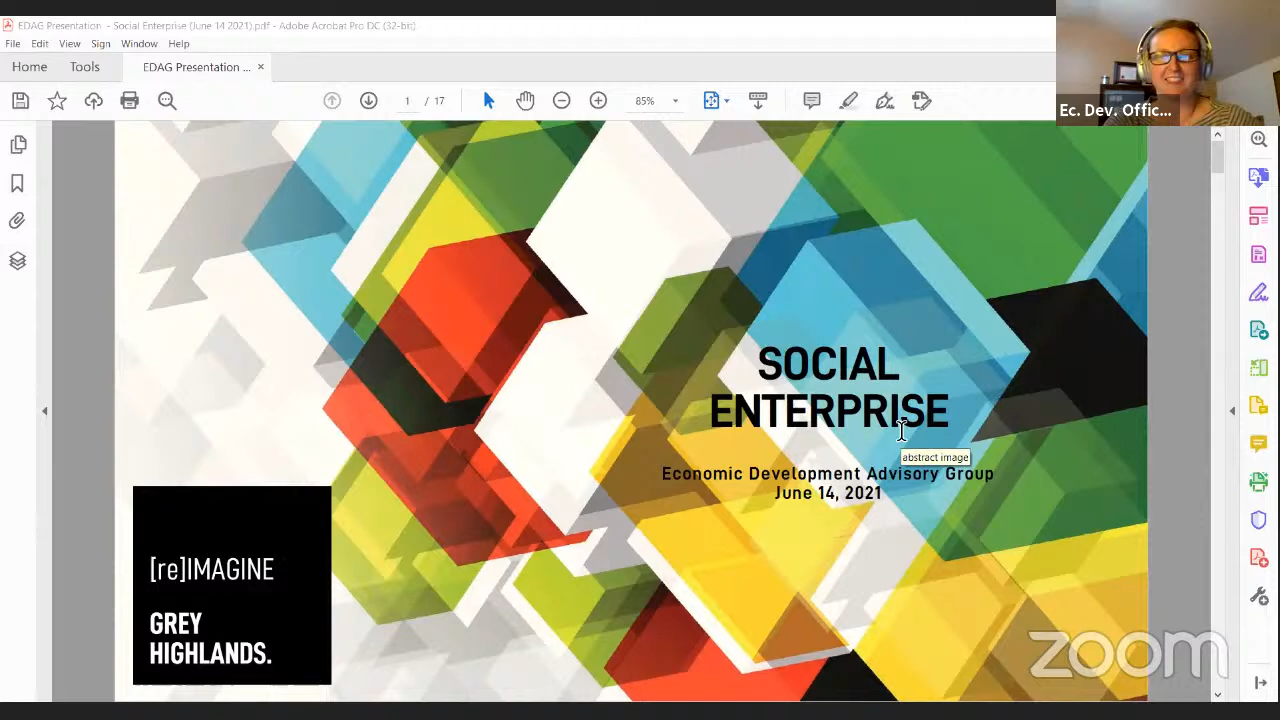 EDAG Presentation - Social Enterprise (June 14 2021).pdf - Adobe Acrobat Pro DC (32-bit)
File Edit View Sign Window Help
Home Tools EDAG Presentation ... ×
17 85%
Ec. Dev. Offic...
SOCIAL
ENTERPRISE
abstract image
Economic Development Advisory Group
June 14, 2021
[re]IMAGINE
GREY
HIGHLANDS.
zoom